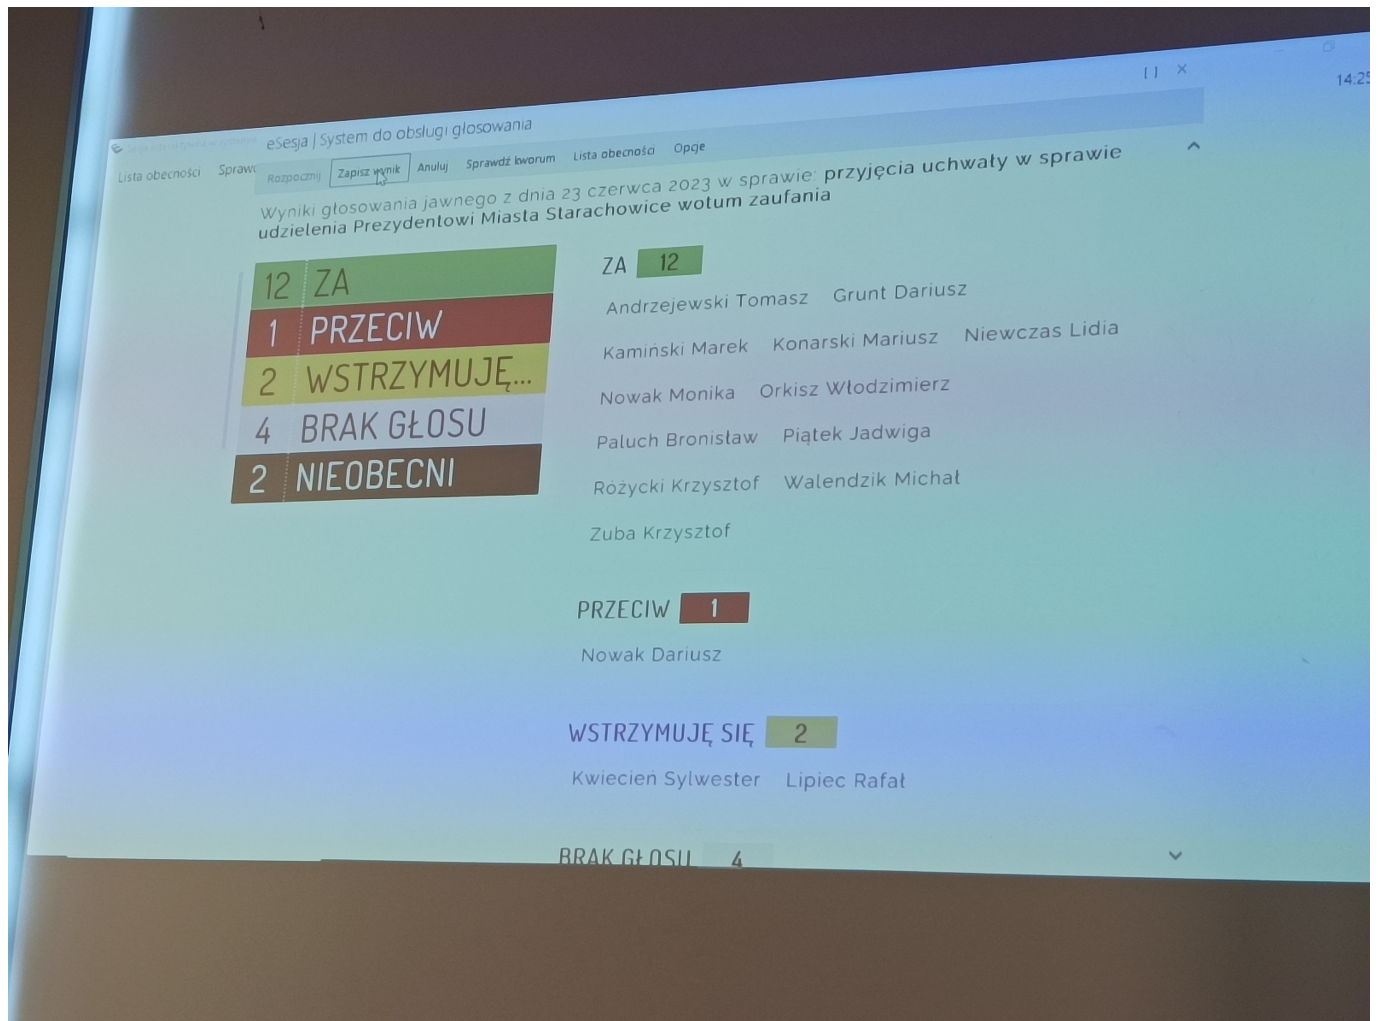 [ ] ×
14:25
eSesja | System do obsługi głosowania
Lista obecności
Rozpocznij Zapisz wynik Anuluj Sprawdź kworum Lista obecności Opcje
Wyniki głosowania jawnego z dnia 23 czerwca 2023 w sprawie: przyjęcia uchwały w sprawie
udzielenia Prezydentowi Miasta Starachowice wotum zaufania
12 ZA
1 PRZECIW
2 WSTRZYMUJĘ...
4 BRAK GŁOSU
2 NIEOBECNI
ZA 12
Andrzejewski Tomasz Grunt Dariusz
Kamiński Marek Konarski Mariusz Niewczas Lidia
Nowak Monika Orkisz Włodzimierz
Paluch Bronisław Piątek Jadwiga
Różycki Krzysztof Walendzik Michał
Zuba Krzysztof
PRZECIW 1
Nowak Dariusz
WSTRZYMUJĘ SIĘ 2
Kwiecień Sylwester Lipiec Rafał
BRAK GŁOSU 4